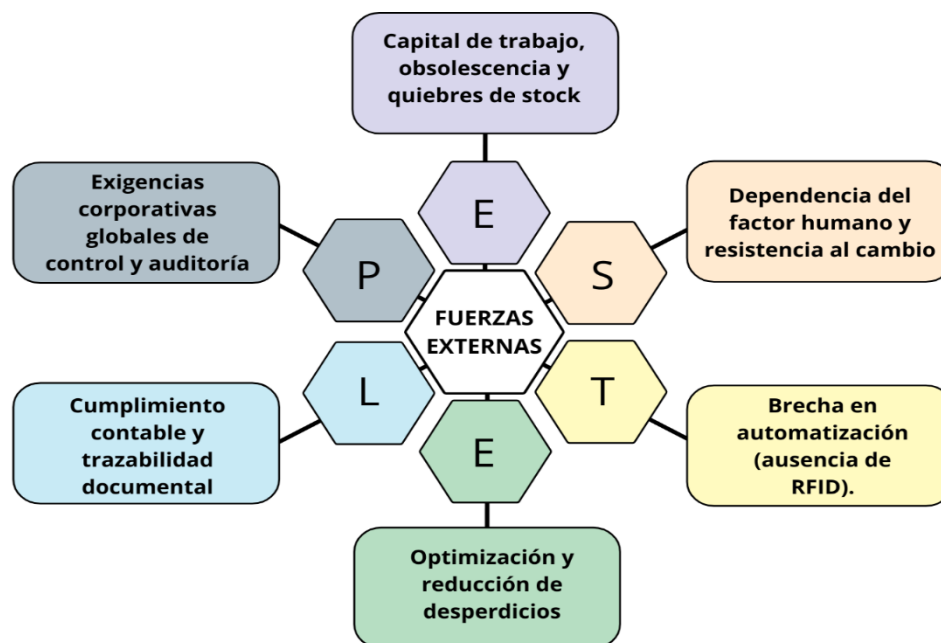 Capital de trabajo,
obsolescencia y
quiebres de stock
E
Exigencias
corporativas
globales de
control y auditoría
P
S
Dependencia del
factor humano y
resistencia al cambio
FUERZAS
EXTERNAS
Cumplimiento
contable y
trazabilidad
documental
L
T
Brecha en
automatización
(ausencia de
RFID).
E
Optimización y
reducción de
desperdicios